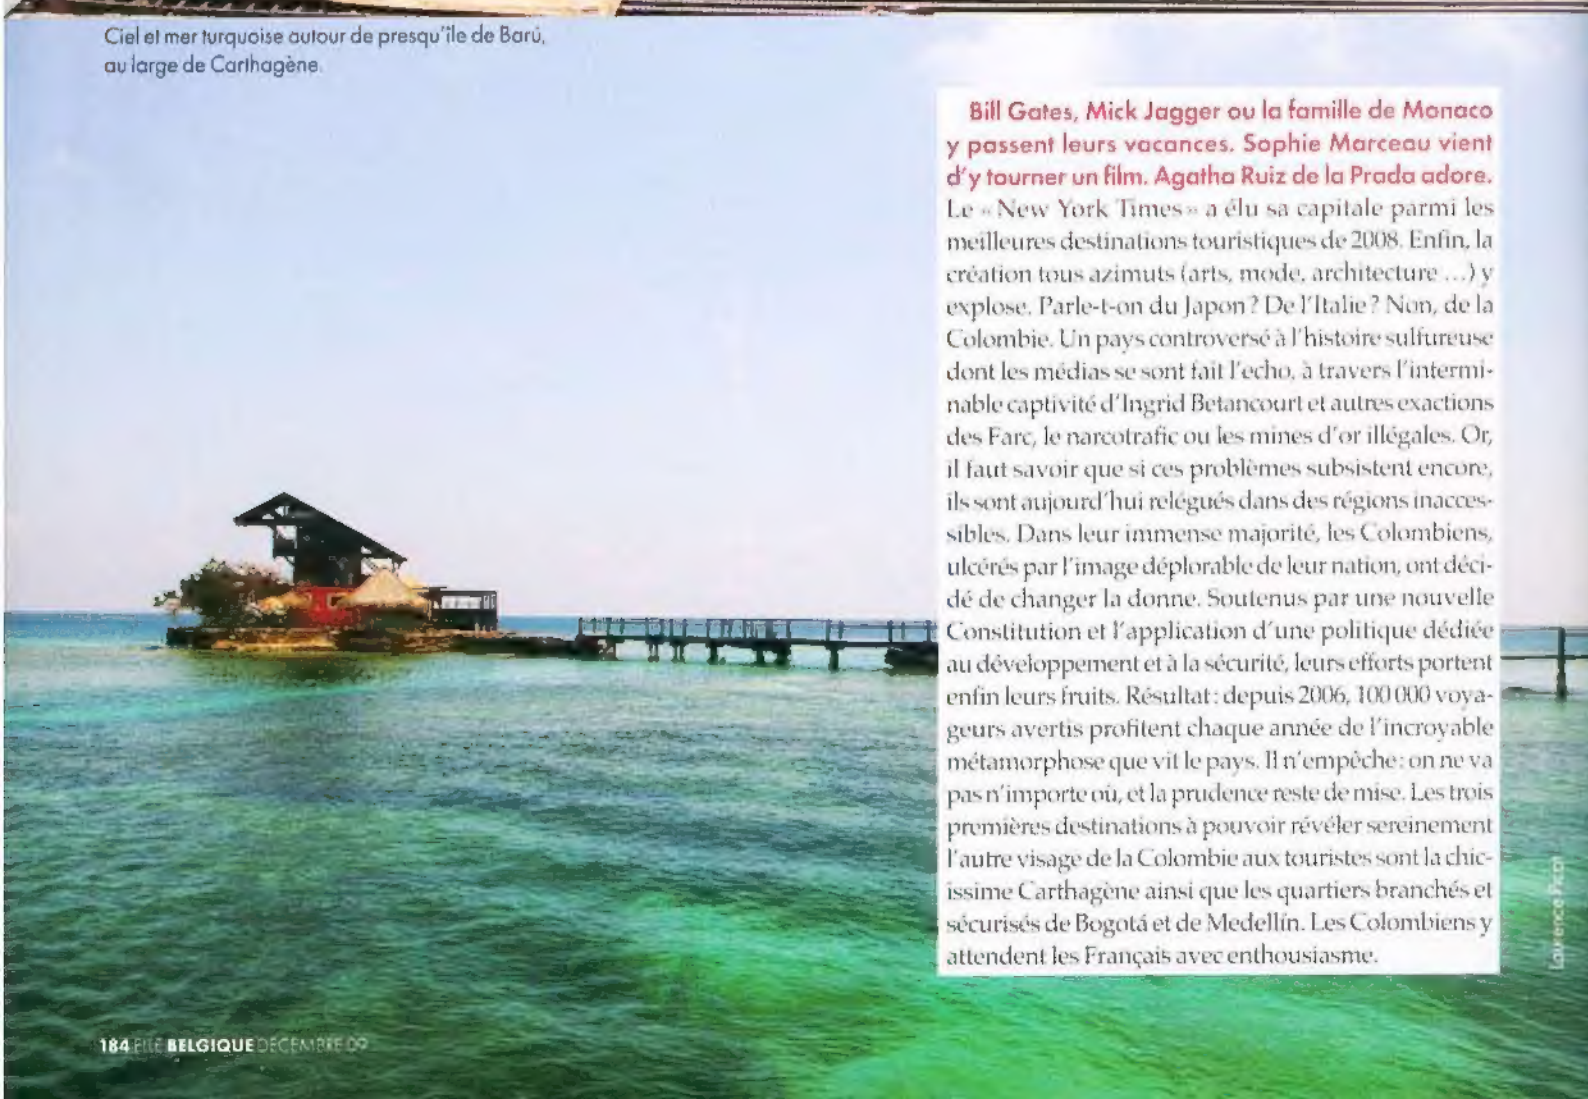 Ciel et mer turquoise autour de presqu'île de Barú,
au large de Carthagène.
Bill Gates, Mick Jagger ou la famille de Monaco
y passent leurs vacances. Sophie Marceau vient
d'y tourner un film. Agatha Ruiz de la Prada adore.
Le « New York Times » a élu sa capitale parmi les
meilleures destinations touristiques de 2008. Enfin, la
création tous azimuts (arts, mode, architecture ...) y
explose. Parle-t-on du Japon ? De l'Italie ? Non, de la
Colombie. Un pays controversé à l'histoire sulfureuse
dont les médias se sont fait l'echo, à travers l'intermi-
nable captivité d'Ingrid Betancourt et autres exactions
des Farc, le narcotrafic ou les mines d'or illégales. Or,
il faut savoir que si ces problèmes subsistent encore,
ils sont aujourd'hui relégués dans des régions inacces-
sibles. Dans leur immense majorité, les Colombiens,
ulcérés par l'image déplorable de leur nation, ont déci-
dé de changer la donne. Soutenus par une nouvelle
Constitution et l'application d'une politique dédiée
au développement et à la sécurité, leurs efforts portent
enfin leurs fruits. Résultat : depuis 2006, 100 000 voya-
geurs avertis profitent chaque année de l'incroyable
métamorphose que vit le pays. Il n'empêche : on ne va
pas n'importe où, et la prudence reste de mise. Les trois
premières destinations à pouvoir révéler sereinement
l'autre visage de la Colombie aux touristes sont la chic-
issime Carthagène ainsi que les quartiers branchés et
sécurisés de Bogotá et de Medellín. Les Colombiens y
attendent les Français avec enthousiasme.
Laurence Picot
184 ELLE BELGIQUE DÉCEMBRE 09